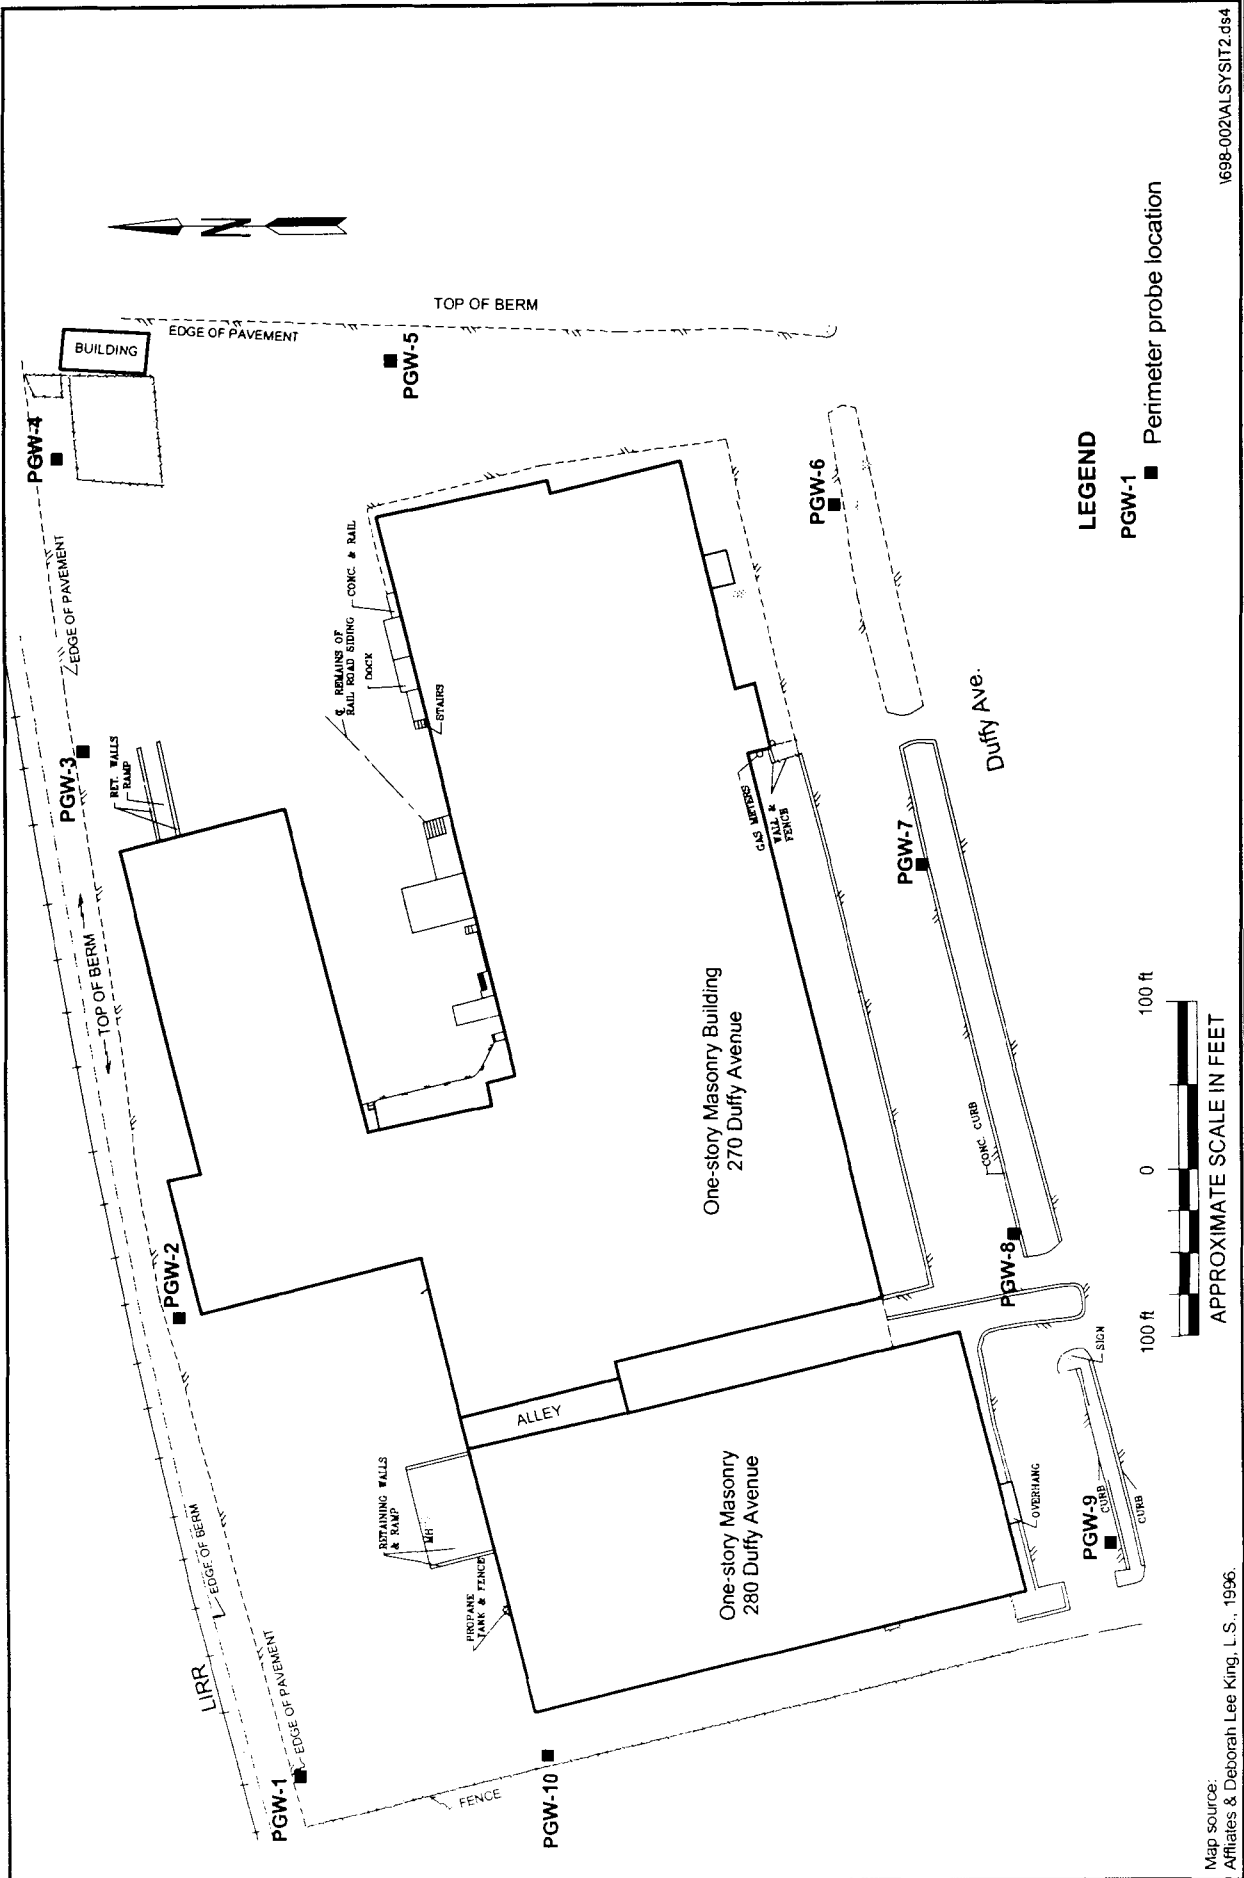 LIRR
EDGE OF BERM
TOP OF BERM
EDGE OF PAVEMENT
EDGE OF PAVEMENT
EDGE OF PAVEMENT
TOP OF BERM
BUILDING
PGW-1
PGW-2
PGW-3
PGW-4
PGW-5
PGW-6
PGW-7
PGW-8
PGW-9
PGW-10
N
RET. WALLS
RAMP
REMAINS OF
RAIL ROAD SIDING
DOCK
CONC. & RAIL
STAIRS
RETAINING WALLS
& RAMP
MH
PROPANE
TANK & FENCE
ALLEY
FENCE
One-story Masonry Building
270 Duffy Avenue
One-story Masonry
280 Duffy Avenue
GAS METERS
WALL &
FENCE
CONC. CURB
OVERHANG
SIGN
CURB
CURB
Duffy Ave.
LEGEND
PGW-1
Perimeter probe location
100 ft
0
100 ft
APPROXIMATE SCALE IN FEET
Map source:
Affliates & Deborah Lee King, L.S., 1996.
\698-002\ALSYSIT2.ds4